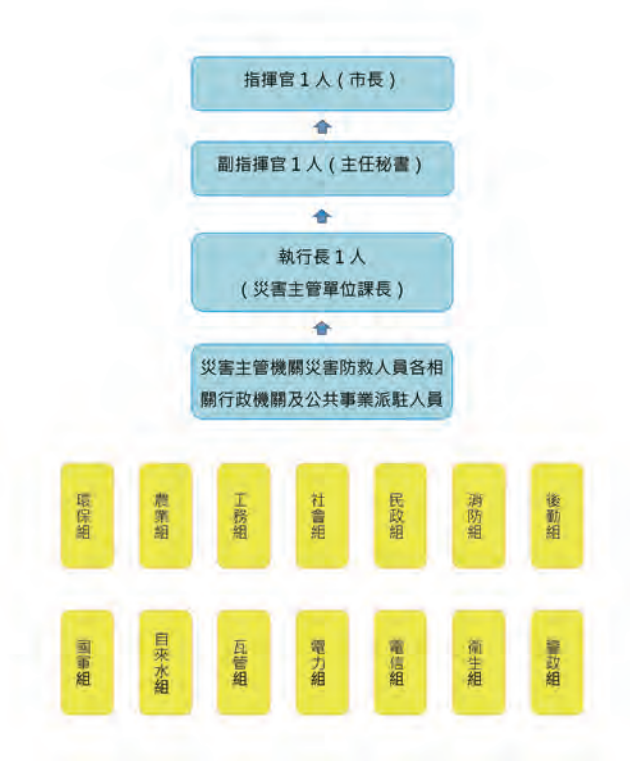 指揮官1人(市長)
副指揮官1人(主任秘書)
執行長1人
(災害主管單位課長)
災害主管機關災害防救人員各相
關行政機關及公共事業派駐人員
環保組
農業組
工務組
社會組
民政組
消防組
後勤組
國軍組
自來水組
瓦管組
電力組
電信組
衛生組
警政組